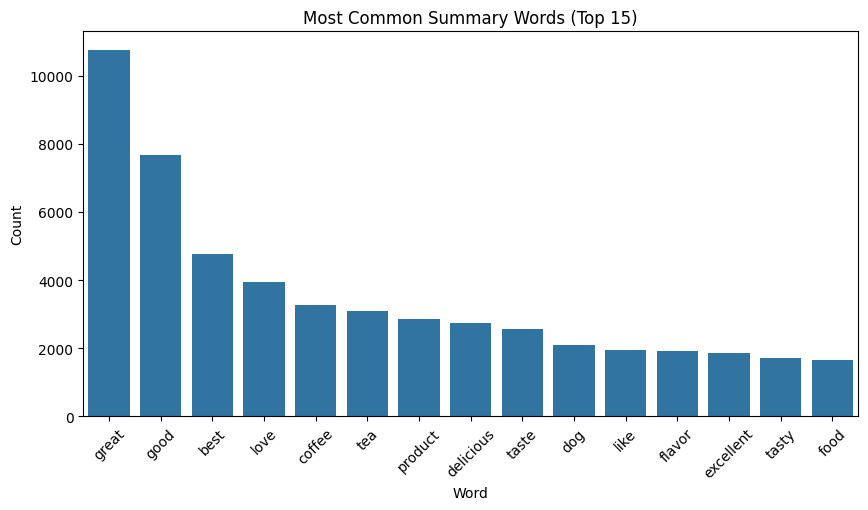 Most Common Summary Words (Top 15)
10000
8000
6000
4000
2000
0
Count
great
good
best
love
coffee
tea
product
delicious
taste
dog
like
flavor
excellent
tasty
food
Word